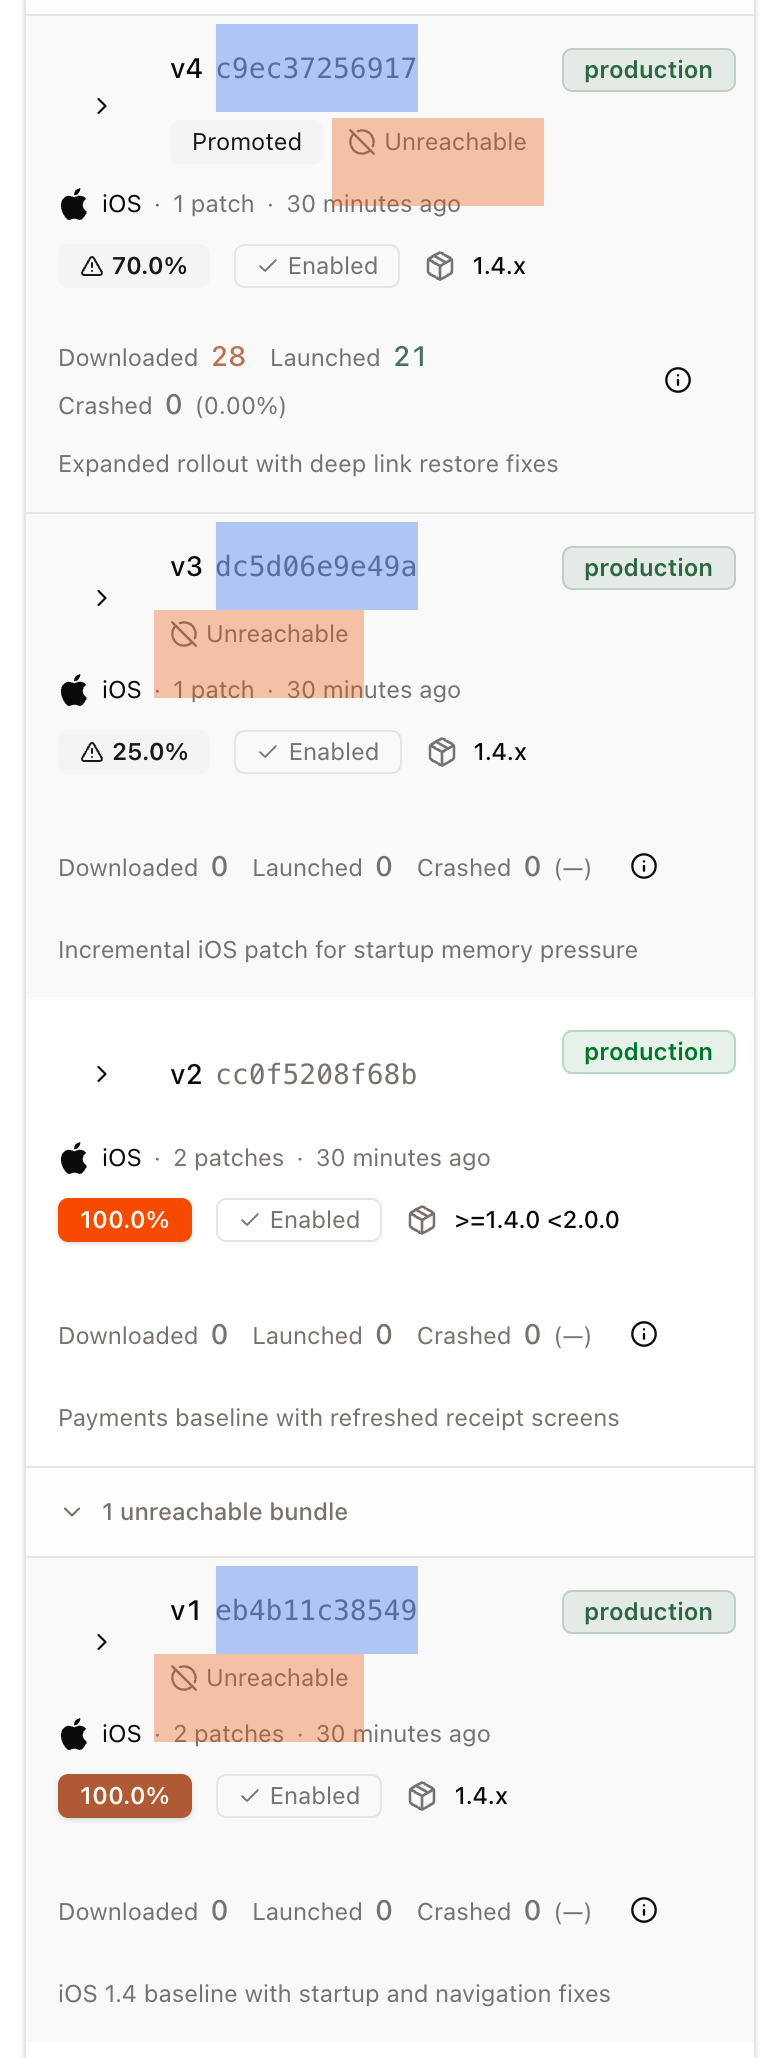 v4 c9ec37256917 production
Promoted Unreachable
iOS · 1 patch · 30 minutes ago
70.0% Enabled 1.4.x
Downloaded 28 Launched 21
Crashed 0 (0.00%)
Expanded rollout with deep link restore fixes
v3 dc5d06e9e49a production
Unreachable
iOS · 1 patch · 30 minutes ago
25.0% Enabled 1.4.x
Downloaded 0 Launched 0 Crashed 0 (—)
Incremental iOS patch for startup memory pressure
production
v2 cc0f5208f68b
iOS · 2 patches · 30 minutes ago
100.0% Enabled >=1.4.0 <2.0.0
Downloaded 0 Launched 0 Crashed 0 (—)
Payments baseline with refreshed receipt screens
1 unreachable bundle
v1 eb4b11c38549 production
Unreachable
iOS · 2 patches · 30 minutes ago
100.0% Enabled 1.4.x
Downloaded 0 Launched 0 Crashed 0 (—)
iOS 1.4 baseline with startup and navigation fixes